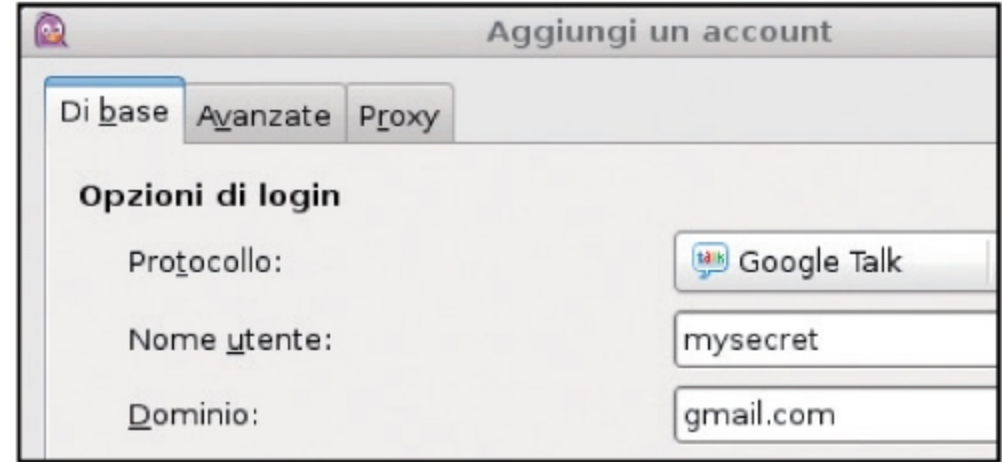 Aggiungi un account
Di base Avanzate Proxy
Opzioni di login
Protocollo: talk Google Talk
Nome utente: mysecret
Dominio: gmail.com